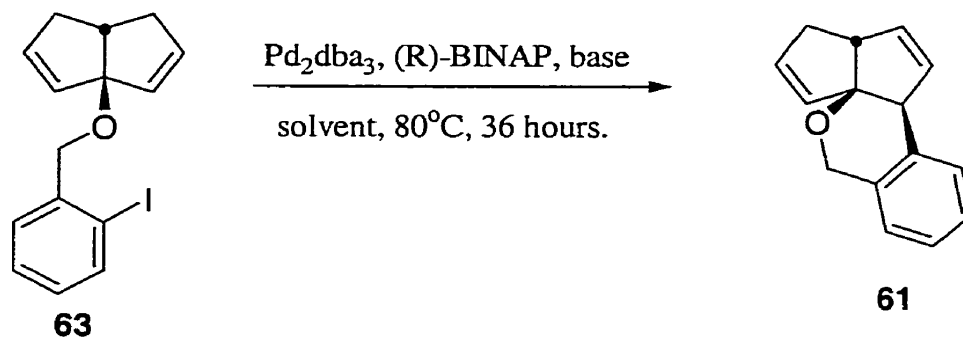 Pd₂dba₃, (R)-BINAP, base
solvent, 80°C, 36 hours.
O
I
63
O
61